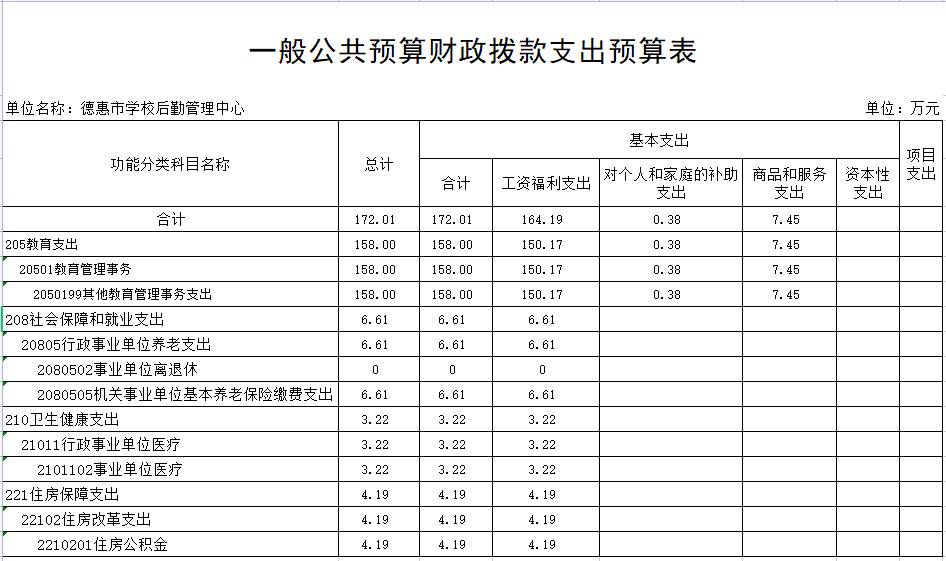 一般公共预算财政拨款支出预算表
单位名称：德惠市学校后勤管理中心 单位：万元
功能分类科目名称 总计 基本支出 项目支出
合计 工资福利支出 对个人和家庭的补助支出 商品和服务支出 资本性支出
合计 172.01 172.01 164.19 0.38 7.45
205教育支出 158.00 158.00 150.17 0.38 7.45
20501教育管理事务 158.00 158.00 150.17 0.38 7.45
2050199其他教育管理事务支出 158.00 158.00 150.17 0.38 7.45
208社会保障和就业支出 6.61 6.61 6.61
20805行政事业单位养老支出 6.61 6.61 6.61
2080502事业单位离退休 0 0 0
2080505机关事业单位基本养老保险缴费支出 6.61 6.61 6.61
210卫生健康支出 3.22 3.22 3.22
21011行政事业单位医疗 3.22 3.22 3.22
2101102事业单位医疗 3.22 3.22 3.22
221住房保障支出 4.19 4.19 4.19
22102住房改革支出 4.19 4.19 4.19
2210201住房公积金 4.19 4.19 4.19